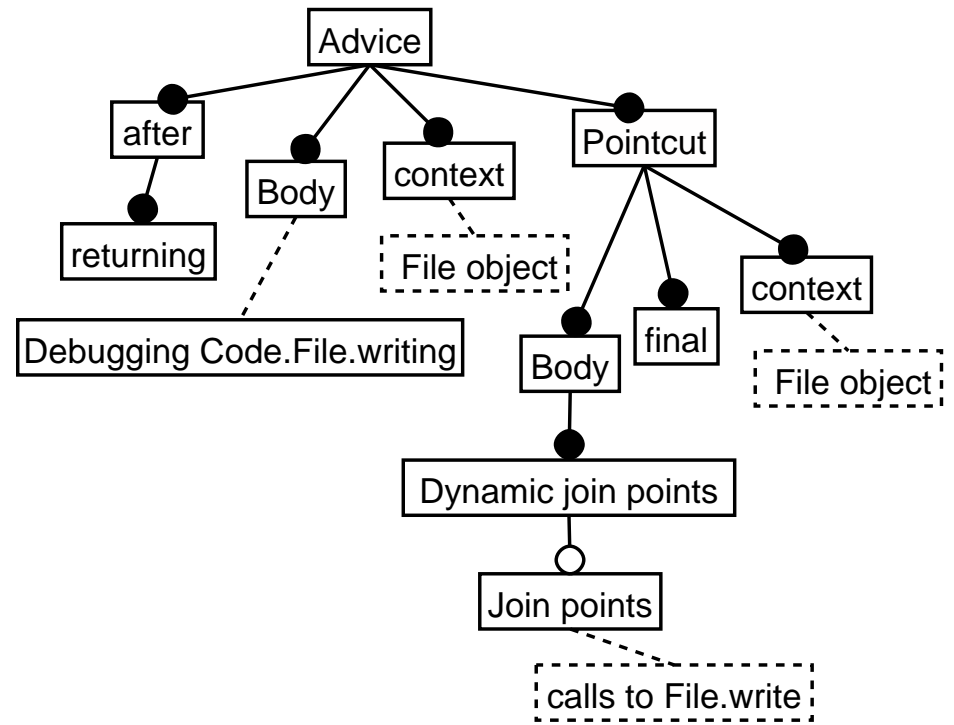 Advice
after
Body
context
Pointcut
returning
File object
Debugging Code.File.writing
Body
final
context
File object
Dynamic join points
Join points
calls to File.write